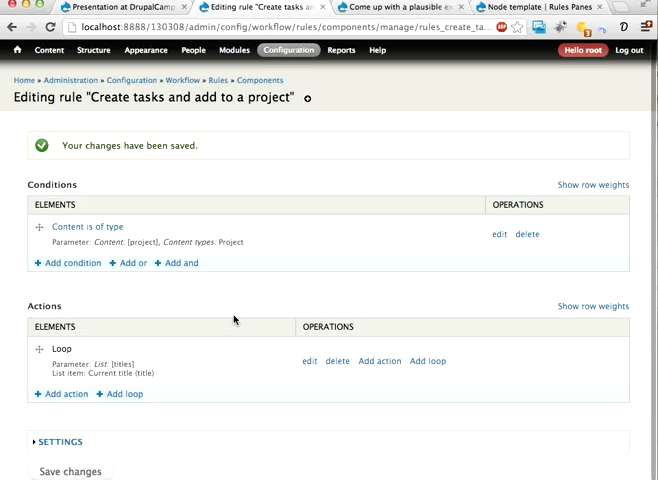 Presentation at DrupalCamp
Editing rule "Create tasks an
Come up with a plausible ex
Node template | Rules Panes
localhost:8888/130308/admin/config/workflow/rules/components/manage/rules_create_ta...
Content Structure Appearance People Modules Configuration Reports Help Hello root Log out
Home » Administration » Configuration » Workflow » Rules » Components
Editing rule "Create tasks and add to a project"
Your changes have been saved.
Conditions Show row weights
ELEMENTS OPERATIONS
Content is of type edit delete
Parameter: Content: [project], Content types: Project
+ Add condition + Add or + Add and
Actions Show row weights
ELEMENTS OPERATIONS
Loop edit delete Add action Add loop
Parameter: List: [titles]
List item: Current title (title)
+ Add action + Add loop
SETTINGS
Save changes